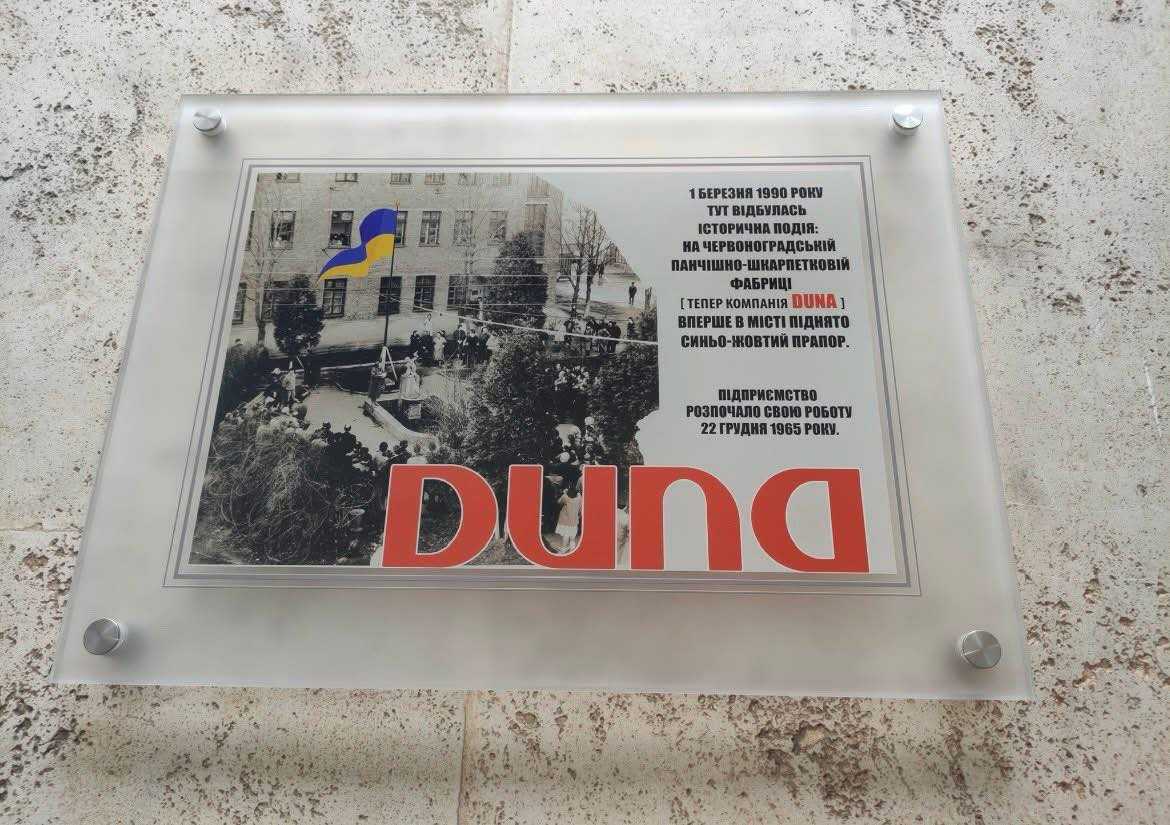 1 БЕРЕЗНЯ 1990 РОКУ
ТУТ ВІДБУЛАСЬ
ІСТОРИЧНА ПОДІЯ:
НА ЧЕРВОНОГРАДСЬКІЙ
ПАНЧІШНО-ШКАРПЕТКОВІЙ
ФАБРИЦІ
[ ТЕПЕР КОМПАНІЯ DUNA ]
ВПЕРШЕ В МІСТІ ПІДНЯТО
СИНЬО-ЖОВТИЙ ПРАПОР.
ПІДПРИЄМСТВО
РОЗПОЧАЛО СВОЮ РОБОТУ
22 ГРУДНЯ 1965 РОКУ.
DUNA